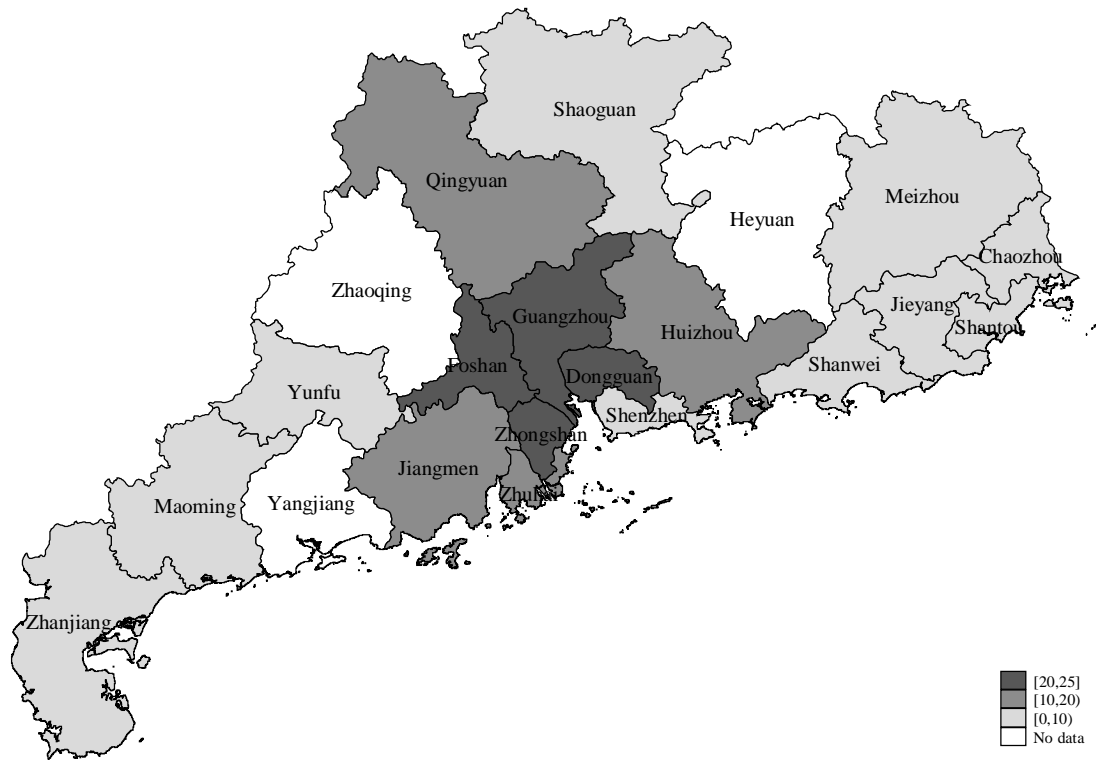 Shaoguan
Qingyuan
Meizhou
Heyuan
Chaozhou
Zhaoqing
Jieyang
Guangzhou
Shantou
Huizhou
Foshan
Shanwei
Dongguan
Yunfu
Shenzhen
Zhongshan
Jiangmen
Zhuhai
Yangjiang
Maoming
Zhanjiang
[20,25]
[10,20)
[0,10)
No data